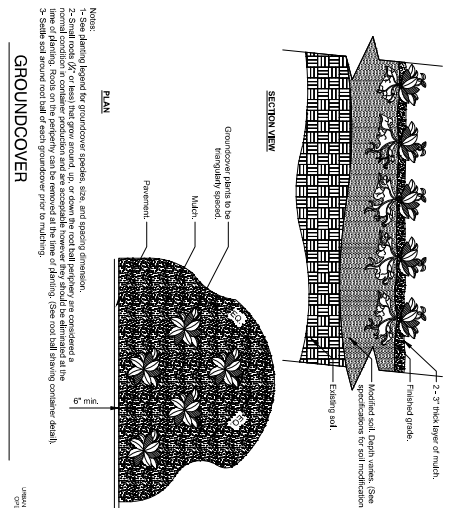 2 - 3" thick layer of mulch.
Finished grade.
Modified soil. Depth varies. (See
specifications for soil modification
Existing soil.
SECTION VIEW
Groundcover plants to be
triangularly spaced.
Mulch.
Pavement.
6" min.
PLAN
Notes:
1- See planting legend for groundcover species, size, and spacing dimension.
2- Small roots (¼" or less) that grow around, up, or down the root ball periphery are considered a
normal condition in container production and are acceptable however they should be eliminated at the
time of planting. Roots on the periphery can be removed at the time of planting. (See root ball shaving container detail).
3- Settle soil around root ball of each groundcover prior to mulching.
GROUNDCOVER
URBAN